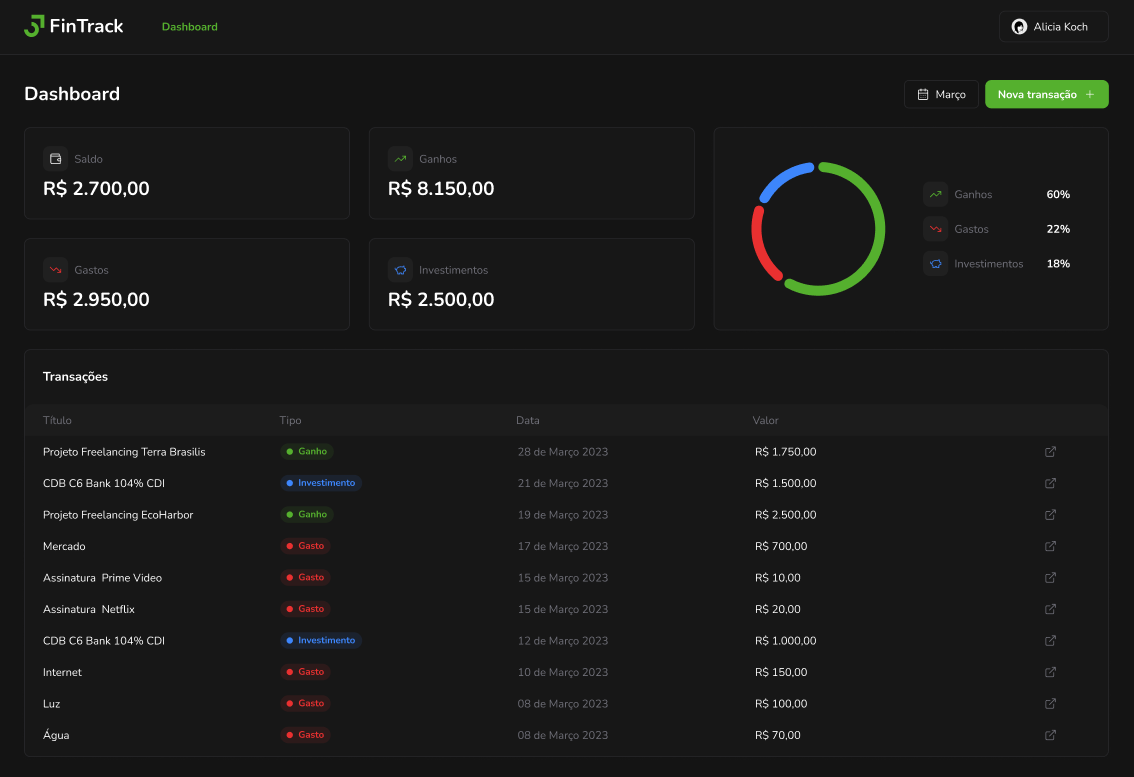 FinTrack Dashboard Alicia Koch
Dashboard Março Nova transação +
Saldo
R$ 2.700,00
Ganhos
R$ 8.150,00
Gastos
R$ 2.950,00
Investimentos
R$ 2.500,00
Ganhos 60%
Gastos 22%
Investimentos 18%
Transações
Título Tipo Data Valor
Projeto Freelancing Terra Brasilis Ganho 28 de Março 2023 R$ 1.750,00
CDB C6 Bank 104% CDI Investimento 21 de Março 2023 R$ 1.500,00
Projeto Freelancing EcoHarbor Ganho 19 de Março 2023 R$ 2.500,00
Mercado Gasto 17 de Março 2023 R$ 700,00
Assinatura  Prime Video Gasto 15 de Março 2023 R$ 10,00
Assinatura  Netflix Gasto 15 de Março 2023 R$ 20,00
CDB C6 Bank 104% CDI Investimento 12 de Março 2023 R$ 1.000,00
Internet Gasto 10 de Março 2023 R$ 150,00
Luz Gasto 08 de Março 2023 R$ 100,00
Água Gasto 08 de Março 2023 R$ 70,00